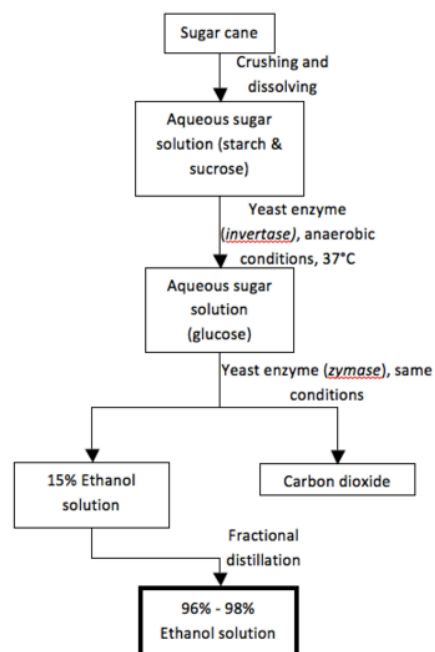 Sugar cane
Crushing and
dissolving
Aqueous sugar
solution (starch &
sucrose)
Yeast enzyme
(invertase), anaerobic
conditions, 37°C
Aqueous sugar
solution
(glucose)
Yeast enzyme (zymase), same
conditions
15% Ethanol
solution
Carbon dioxide
Fractional
distillation
96% - 98%
Ethanol solution